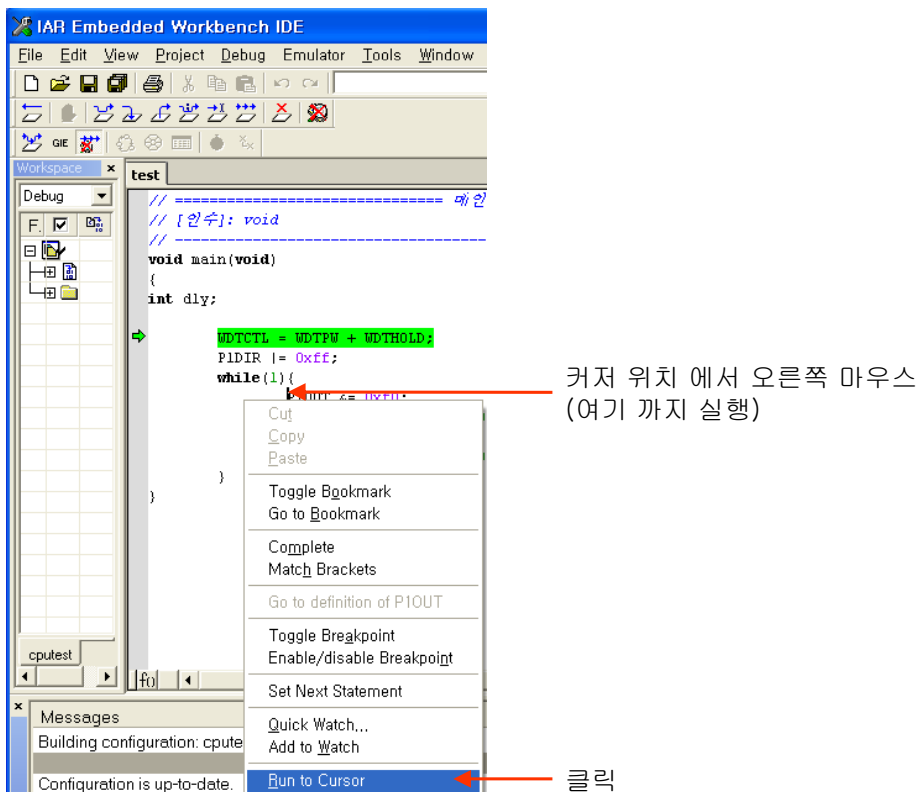 IAR Embedded Workbench IDE
File Edit View Project Debug Emulator Tools Window
GIE
Workspace
test
Debug
F.
// =============================== 메인
// [인수]: void
// ------------------------------------
void main(void)
{
int dly;
WDTCTL = WDTPW + WDTHOLD;
P1DIR |= 0xff;
while(1){
P1OUT &= 0xf0;
커저 위치 에서 오른쪽 마우스
(여기 까지 실행)
Cut
Copy
Paste
}
}
Toggle Bookmark
Go to Bookmark
Complete
Match Brackets
Go to definition of P1OUT
Toggle Breakpoint
Enable/disable Breakpoint
cputest
f()
Set Next Statement
Messages
Quick Watch...
Building configuration: cpute
Add to Watch
Configuration is up-to-date.
Run to Cursor
클릭